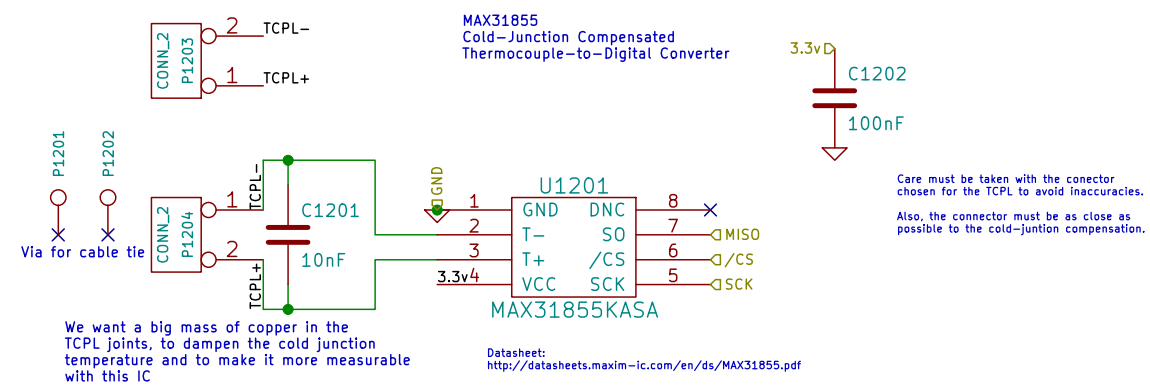 MAX31855
Cold-Junction Compensated
Thermocouple-to-Digital Converter
CONN_2
P1203
2
TCPL-
1
TCPL+
3.3v
C1202
100nF
P1201
P1202
Via for cable tie
CONN_2
P1204
1
TCPL-
2
TCPL+
C1201
10nF
GND
U1201
1
GND
DNC
8
2
T-
SO
7
MISO
3
T+
/CS
6
/CS
3.3v
4
VCC
SCK
5
SCK
MAX31855KASA
Care must be taken with the conector
chosen for the TCPL to avoid inaccuracies.
Also, the connector must be as close as
possible to the cold-juntion compensation.
We want a big mass of copper in the
TCPL joints, to dampen the cold junction
temperature and to make it more measurable
with this IC
Datasheet:
http://datasheets.maxim-ic.com/en/ds/MAX31855.pdf